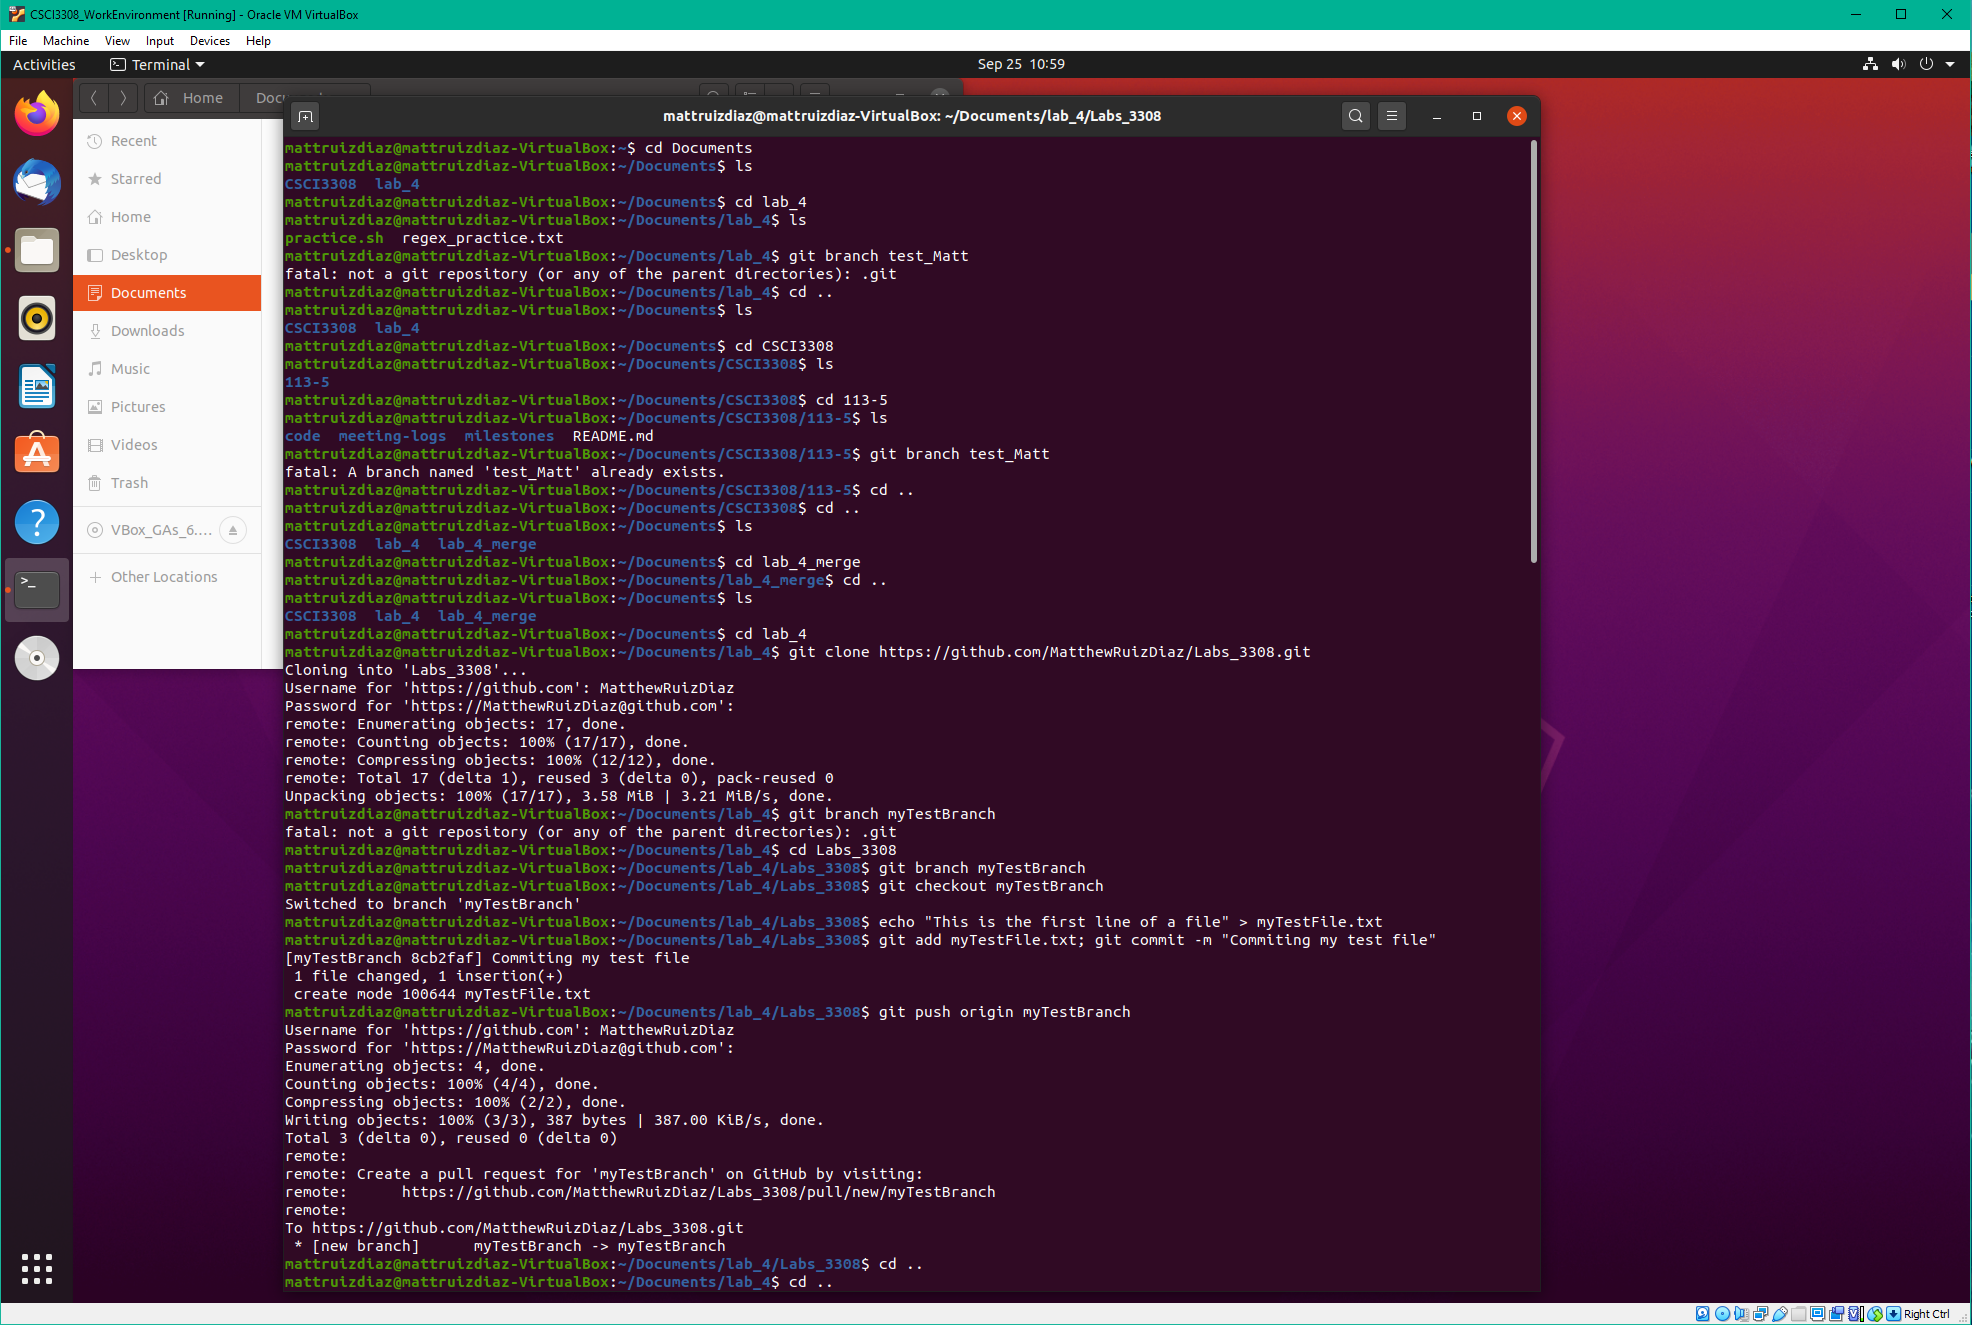 CSCI3308_WorkEnvironment [Running] - Oracle VM VirtualBox
File Machine View Input Devices Help
Activities Terminal Sep 25 10:59
Home
mattruizdiaz@mattruizdiaz-VirtualBox: ~/Documents/lab_4/Labs_3308
Recent
Starred
Home
Desktop
Documents
Downloads
Music
Pictures
Videos
Trash
VBox_GAs_6....
Other Locations
mattruizdiaz@mattruizdiaz-VirtualBox:~$ cd Documents
mattruizdiaz@mattruizdiaz-VirtualBox:~/Documents$ ls
CSCI3308 lab_4
mattruizdiaz@mattruizdiaz-VirtualBox:~/Documents$ cd lab_4
mattruizdiaz@mattruizdiaz-VirtualBox:~/Documents/lab_4$ ls
practice.sh regex_practice.txt
mattruizdiaz@mattruizdiaz-VirtualBox:~/Documents/lab_4$ git branch test_Matt
fatal: not a git repository (or any of the parent directories): .git
mattruizdiaz@mattruizdiaz-VirtualBox:~/Documents/lab_4$ cd ..
mattruizdiaz@mattruizdiaz-VirtualBox:~/Documents$ ls
CSCI3308 lab_4
mattruizdiaz@mattruizdiaz-VirtualBox:~/Documents$ cd CSCI3308
mattruizdiaz@mattruizdiaz-VirtualBox:~/Documents/CSCI3308$ ls
113-5
mattruizdiaz@mattruizdiaz-VirtualBox:~/Documents/CSCI3308$ cd 113-5
mattruizdiaz@mattruizdiaz-VirtualBox:~/Documents/CSCI3308/113-5$ ls
code meeting-logs milestones README.md
mattruizdiaz@mattruizdiaz-VirtualBox:~/Documents/CSCI3308/113-5$ git branch test_Matt
fatal: A branch named 'test_Matt' already exists.
mattruizdiaz@mattruizdiaz-VirtualBox:~/Documents/CSCI3308/113-5$ cd ..
mattruizdiaz@mattruizdiaz-VirtualBox:~/Documents/CSCI3308$ cd ..
mattruizdiaz@mattruizdiaz-VirtualBox:~/Documents$ ls
CSCI3308 lab_4 lab_4_merge
mattruizdiaz@mattruizdiaz-VirtualBox:~/Documents$ cd lab_4_merge
mattruizdiaz@mattruizdiaz-VirtualBox:~/Documents/lab_4_merge$ cd ..
mattruizdiaz@mattruizdiaz-VirtualBox:~/Documents$ ls
CSCI3308 lab_4 lab_4_merge
mattruizdiaz@mattruizdiaz-VirtualBox:~/Documents$ cd lab_4
mattruizdiaz@mattruizdiaz-VirtualBox:~/Documents/lab_4$ git clone https://github.com/MatthewRuizDiaz/Labs_3308.git
Cloning into 'Labs_3308'...
Username for 'https://github.com': MatthewRuizDiaz
Password for 'https://MatthewRuizDiaz@github.com':
remote: Enumerating objects: 17, done.
remote: Counting objects: 100% (17/17), done.
remote: Compressing objects: 100% (12/12), done.
remote: Total 17 (delta 1), reused 3 (delta 0), pack-reused 0
Unpacking objects: 100% (17/17), 3.58 MiB | 3.21 MiB/s, done.
mattruizdiaz@mattruizdiaz-VirtualBox:~/Documents/lab_4$ git branch myTestBranch
fatal: not a git repository (or any of the parent directories): .git
mattruizdiaz@mattruizdiaz-VirtualBox:~/Documents/lab_4$ cd Labs_3308
mattruizdiaz@mattruizdiaz-VirtualBox:~/Documents/lab_4/Labs_3308$ git branch myTestBranch
mattruizdiaz@mattruizdiaz-VirtualBox:~/Documents/lab_4/Labs_3308$ git checkout myTestBranch
Switched to branch 'myTestBranch'
mattruizdiaz@mattruizdiaz-VirtualBox:~/Documents/lab_4/Labs_3308$ echo "This is the first line of a file" > myTestFile.txt
mattruizdiaz@mattruizdiaz-VirtualBox:~/Documents/lab_4/Labs_3308$ git add myTestFile.txt; git commit -m "Commiting my test file"
[myTestBranch 8cb2faf] Commiting my test file
1 file changed, 1 insertion(+)
create mode 100644 myTestFile.txt
mattruizdiaz@mattruizdiaz-VirtualBox:~/Documents/lab_4/Labs_3308$ git push origin myTestBranch
Username for 'https://github.com': MatthewRuizDiaz
Password for 'https://MatthewRuizDiaz@github.com':
Enumerating objects: 4, done.
Counting objects: 100% (4/4), done.
Compressing objects: 100% (2/2), done.
Writing objects: 100% (3/3), 387 bytes | 387.00 KiB/s, done.
Total 3 (delta 0), reused 0 (delta 0)
remote:
remote: Create a pull request for 'myTestBranch' on GitHub by visiting:
remote: https://github.com/MatthewRuizDiaz/Labs_3308/pull/new/myTestBranch
remote:
To https://github.com/MatthewRuizDiaz/Labs_3308.git
* [new branch] myTestBranch -> myTestBranch
mattruizdiaz@mattruizdiaz-VirtualBox:~/Documents/lab_4/Labs_3308$ cd ..
mattruizdiaz@mattruizdiaz-VirtualBox:~/Documents/lab_4$ cd ..
Right Ctrl